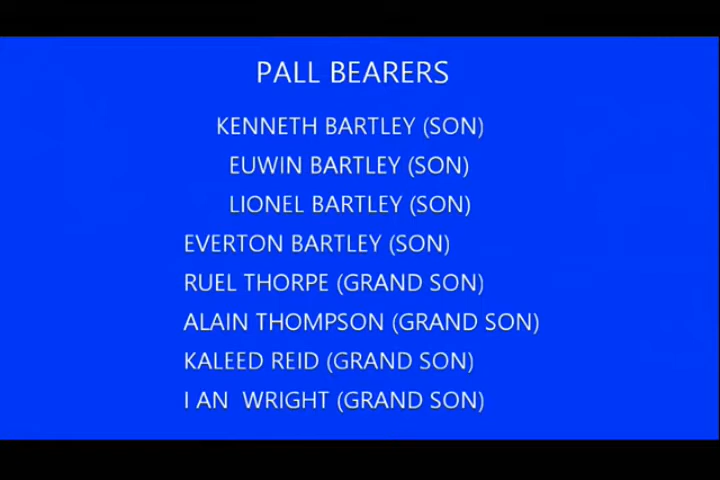 PALL BEARERS
KENNETH BARTLEY (SON)
EUWIN BARTLEY (SON)
LIONEL BARTLEY (SON)
EVERTON BARTLEY (SON)
RUEL THORPE (GRAND SON)
ALAIN THOMPSON (GRAND SON)
KALEED REID (GRAND SON)
I AN  WRIGHT (GRAND SON)